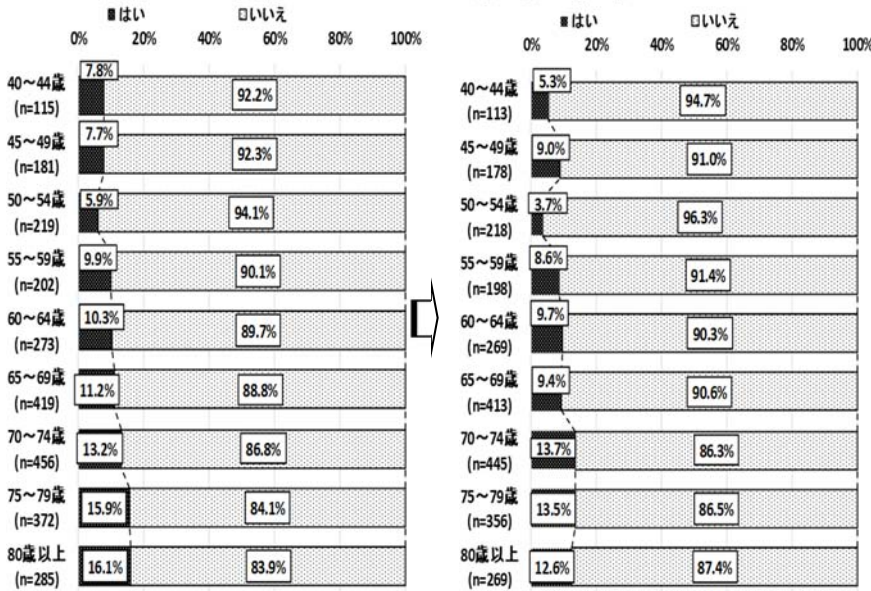 ■はい □いいえ
0% 20% 40% 60% 80% 100%
40～44歳
(n=115)
7.8% 92.2%
45～49歳
(n=181)
7.7% 92.3%
50～54歳
(n=219)
5.9% 94.1%
55～59歳
(n=202)
9.9% 90.1%
60～64歳
(n=273)
10.3% 89.7%
65～69歳
(n=419)
11.2% 88.8%
70～74歳
(n=456)
13.2% 86.8%
75～79歳
(n=372)
15.9% 84.1%
80歳以上
(n=285)
16.1% 83.9%
■はい □いいえ
0% 20% 40% 60% 80% 100%
40～44歳
(n=113)
5.3% 94.7%
45～49歳
(n=178)
9.0% 91.0%
50～54歳
(n=218)
3.7% 96.3%
55～59歳
(n=198)
8.6% 91.4%
60～64歳
(n=269)
9.7% 90.3%
65～69歳
(n=413)
9.4% 90.6%
70～74歳
(n=445)
13.7% 86.3%
75～79歳
(n=356)
13.5% 86.5%
80歳以上
(n=269)
12.6% 87.4%